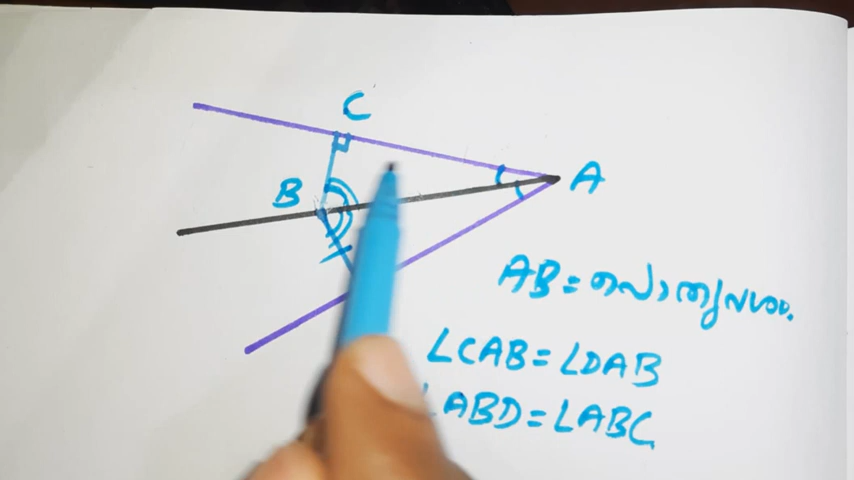 C
B
A
AB = പൊതുവശം.
∠CAB = ∠DAB
∠ABD = ∠ABC